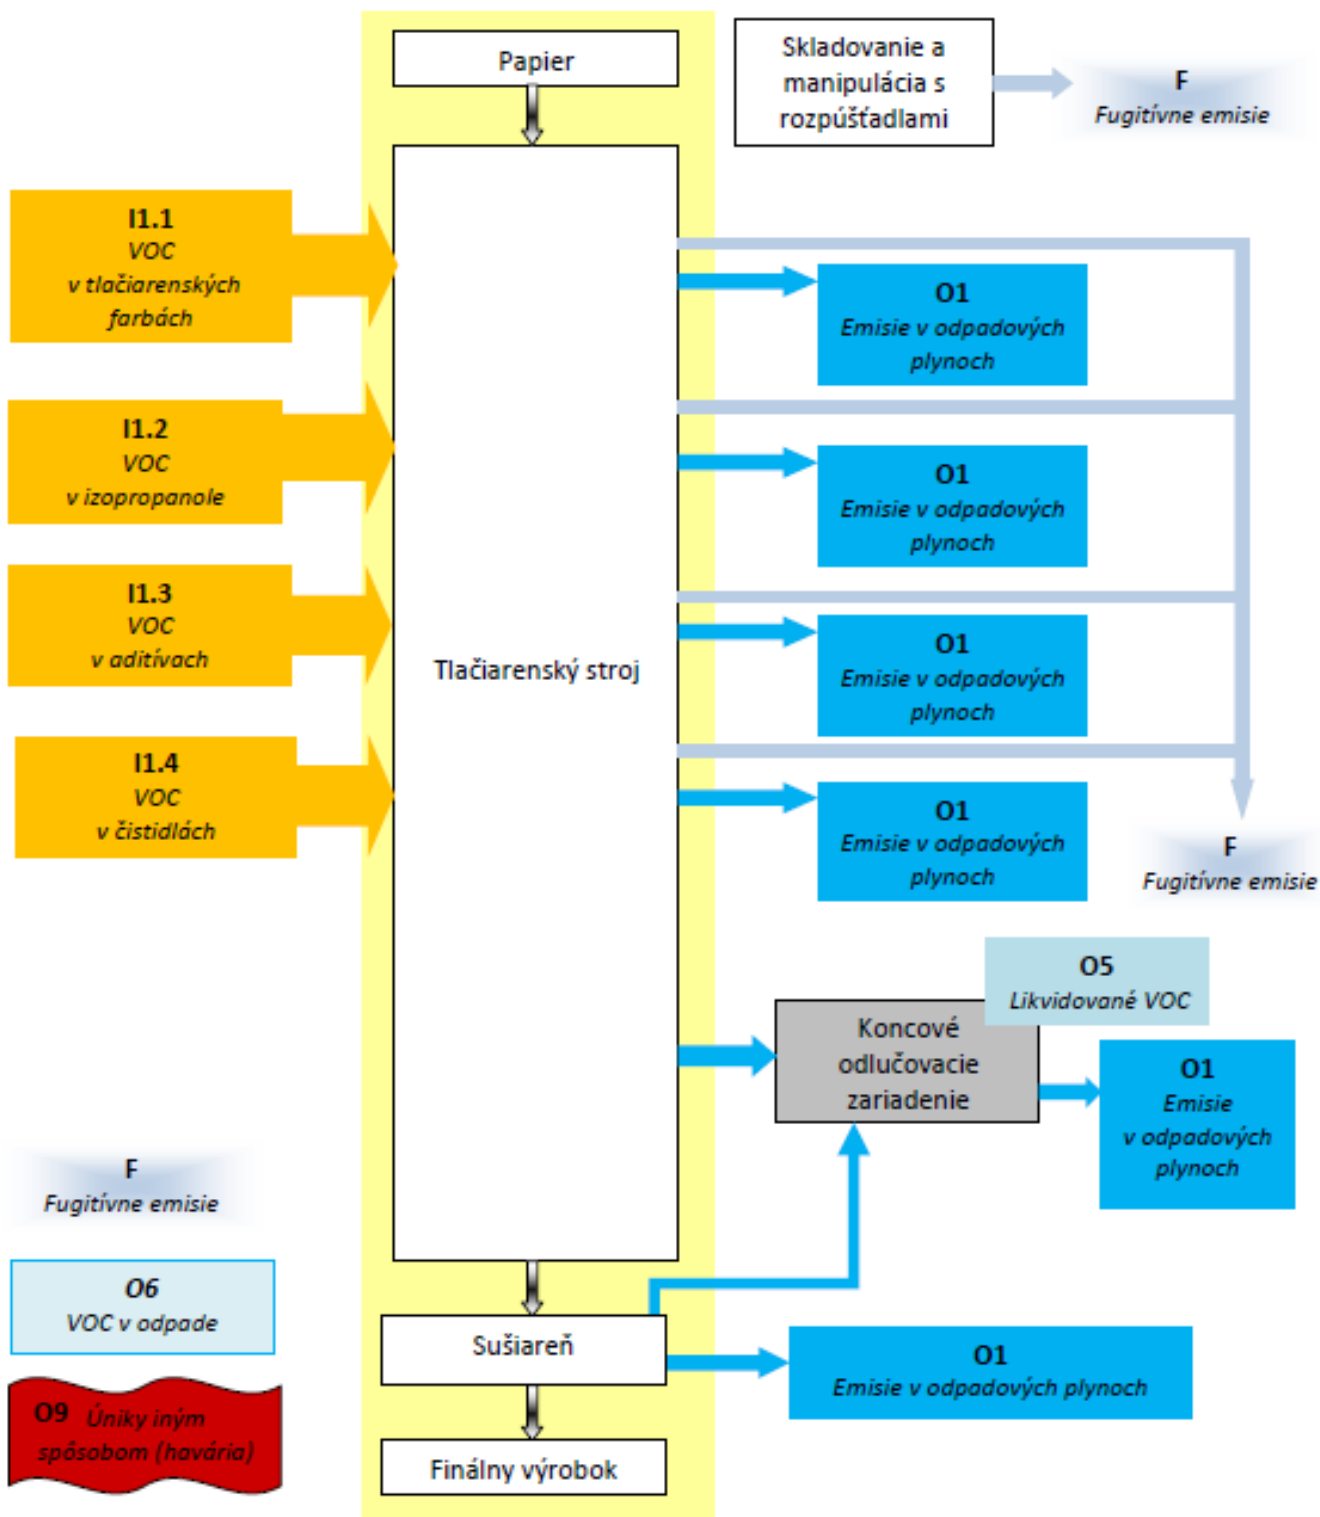 Papier
Skladovanie a
manipulácia s
rozpúšťadlami
F
Fugitívne emisie
I1.1
VOC
v tlačiarenských
farbách
O1
Emisie v odpadových
plynoch
I1.2
VOC
v izopropanole
O1
Emisie v odpadových
plynoch
I1.3
VOC
v aditívach
Tlačiarenský stroj
O1
Emisie v odpadových
plynoch
I1.4
VOC
v čistidlách
O1
Emisie v odpadových
plynoch
F
Fugitívne emisie
O5
Likvidované VOC
Koncové
odlučovacie
zariadenie
O1
Emisie
v odpadových
plynoch
F
Fugitívne emisie
O6
VOC v odpade
Sušiareň
O1
Emisie v odpadových plynoch
O9 Úniky iným
spôsobom (havária)
Finálny výrobok